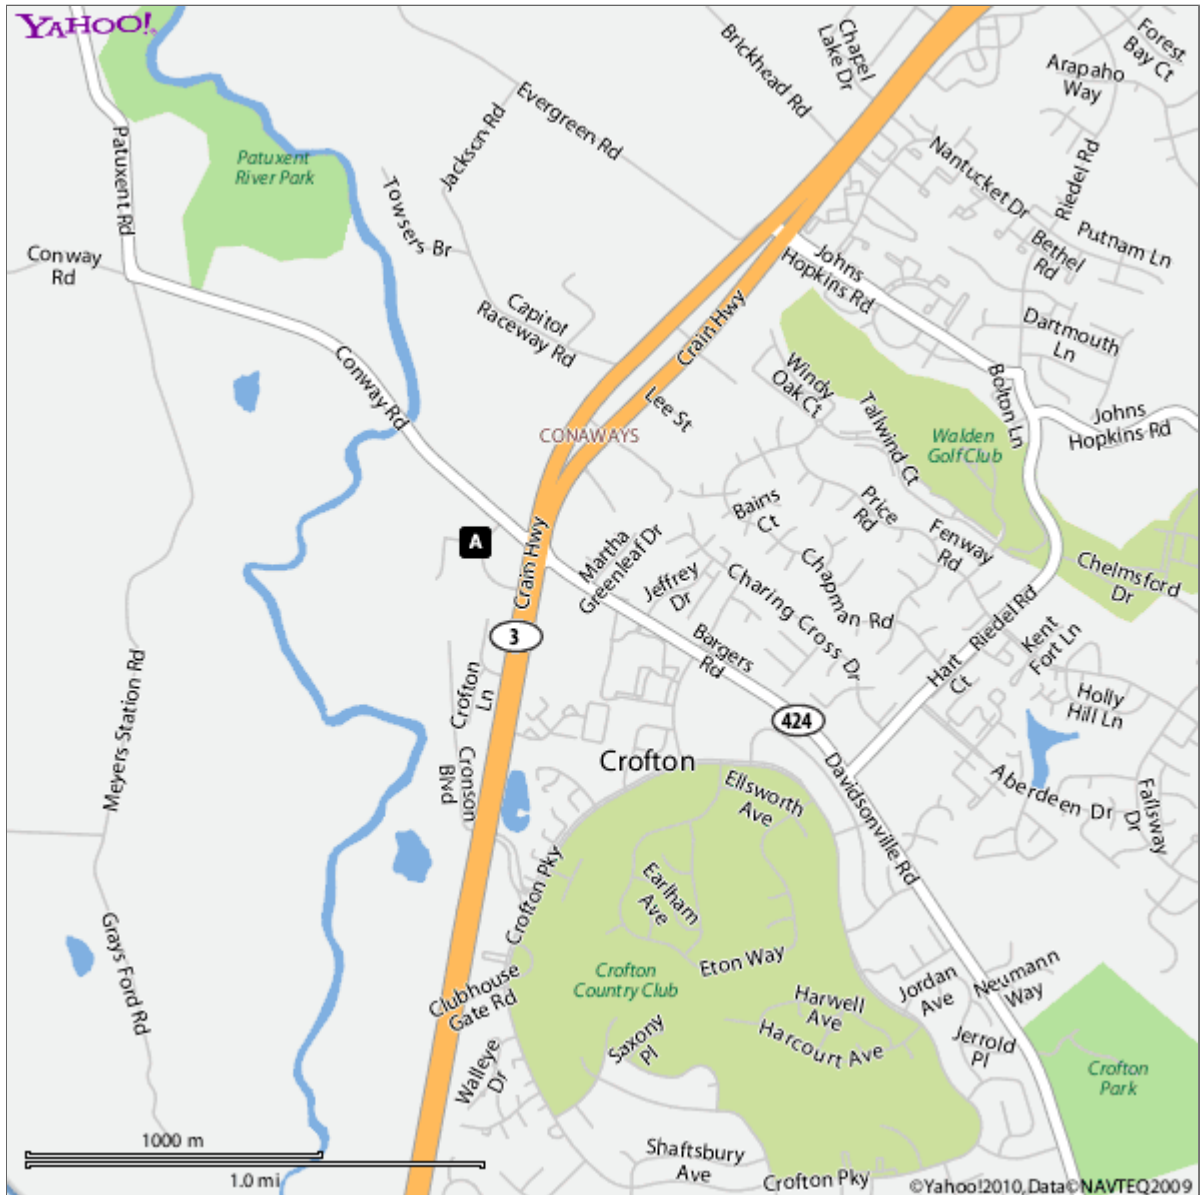 YAHOO!
Chapel
Lake Dr
Forest
Bay Ct
Brickhead Rd
Arapaho
Way
Evergreen Rd
Jackson Rd
Patuxent Rd
Patuxent
River Park
Nantucket Dr
Riedel Rd
Towsers Br
Putnam Ln
Bethel
Rd
Conway
Rd
Johns
Hopkins Rd
Capitol
Raceway Rd
Crain Hwy
Dartmouth
Ln
Conway Rd
Windy
Oak Ct
Bolton Ln
Lee St
Tallwind Ct
Johns
Hopkins Rd
CONAWAYS
Walden
Golf Club
Bains
Ct
Price
Rd
Fenway
Rd
A
Crain Hwy
Martha
Greenleaf Dr
Jeffrey
Dr
Charing Cross Dr
Chapman Rd
Chelmsford
Dr
Riedel Rd
3
Bargers
Rd
Kent
Fort Ln
Hart
Ct
Meyers Station Rd
Crofton
Ln
Holly
Hill Ln
424
Crofton
Cronson
Blvd
Ellsworth
Ave
Davidsonville Rd
Aberdeen Dr
Fallsway
Dr
Crofton Pky
Earlham
Ave
Grays Ford Rd
Eton Way
Clubhouse
Gate Rd
Crofton
Country Club
Jordan
Ave
Neumann
Way
Harwell
Ave
Harcourt Ave
Saxony
Pl
Jerrold
Pl
Walleye
Dr
Crofton
Park
1000 m
Shaftsbury
Ave
1.0 mi
Crofton Pky
©Yahoo!2010, Data©NAVTEQ2009